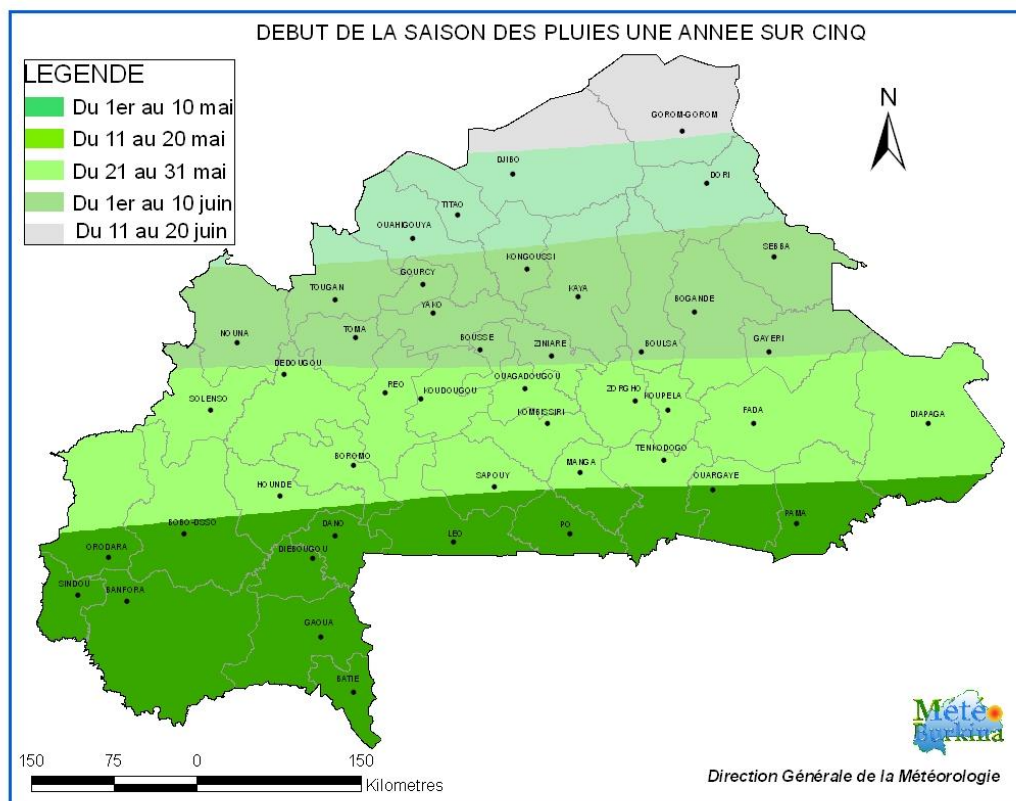 DEBUT DE LA SAISON DES PLUIES UNE ANNEE SUR CINQ
LEGENDE
Du 1er au 10 mai
Du 11 au 20 mai
Du 21 au 31 mai
Du 1er au 10 juin
Du 11 au 20 juin
N
GOROM-GOROM
DJIBO
DORI
TITAO
OUAHIGOUYA
SEBBA
KONGOUSSI
GOURCY
TOUGAN
KAYA
BOGANDE
YAKO
NOUNA
TOMA
BOUSSE
ZINIARE
BOULSA
GAYERI
DEDOUGOU
REO
KOUDOUGOU
OUAGADOUGOU
ZORGHO
KOUPELA
SOLENSO
KOMBISSIRI
FADA
DIAPAGA
BOROMO
TENKODOGO
MANGA
HOUNDE
SAPOUY
OUARGAYE
BOBO-DSSO
DANO
LEO
PO
PAMA
ORODARA
DIEBOUGOU
SINDOU
BANFORA
GAOUA
BATIE
Météo
Burkina
150 75 0 150
Kilometres
Direction Générale de la Météorologie